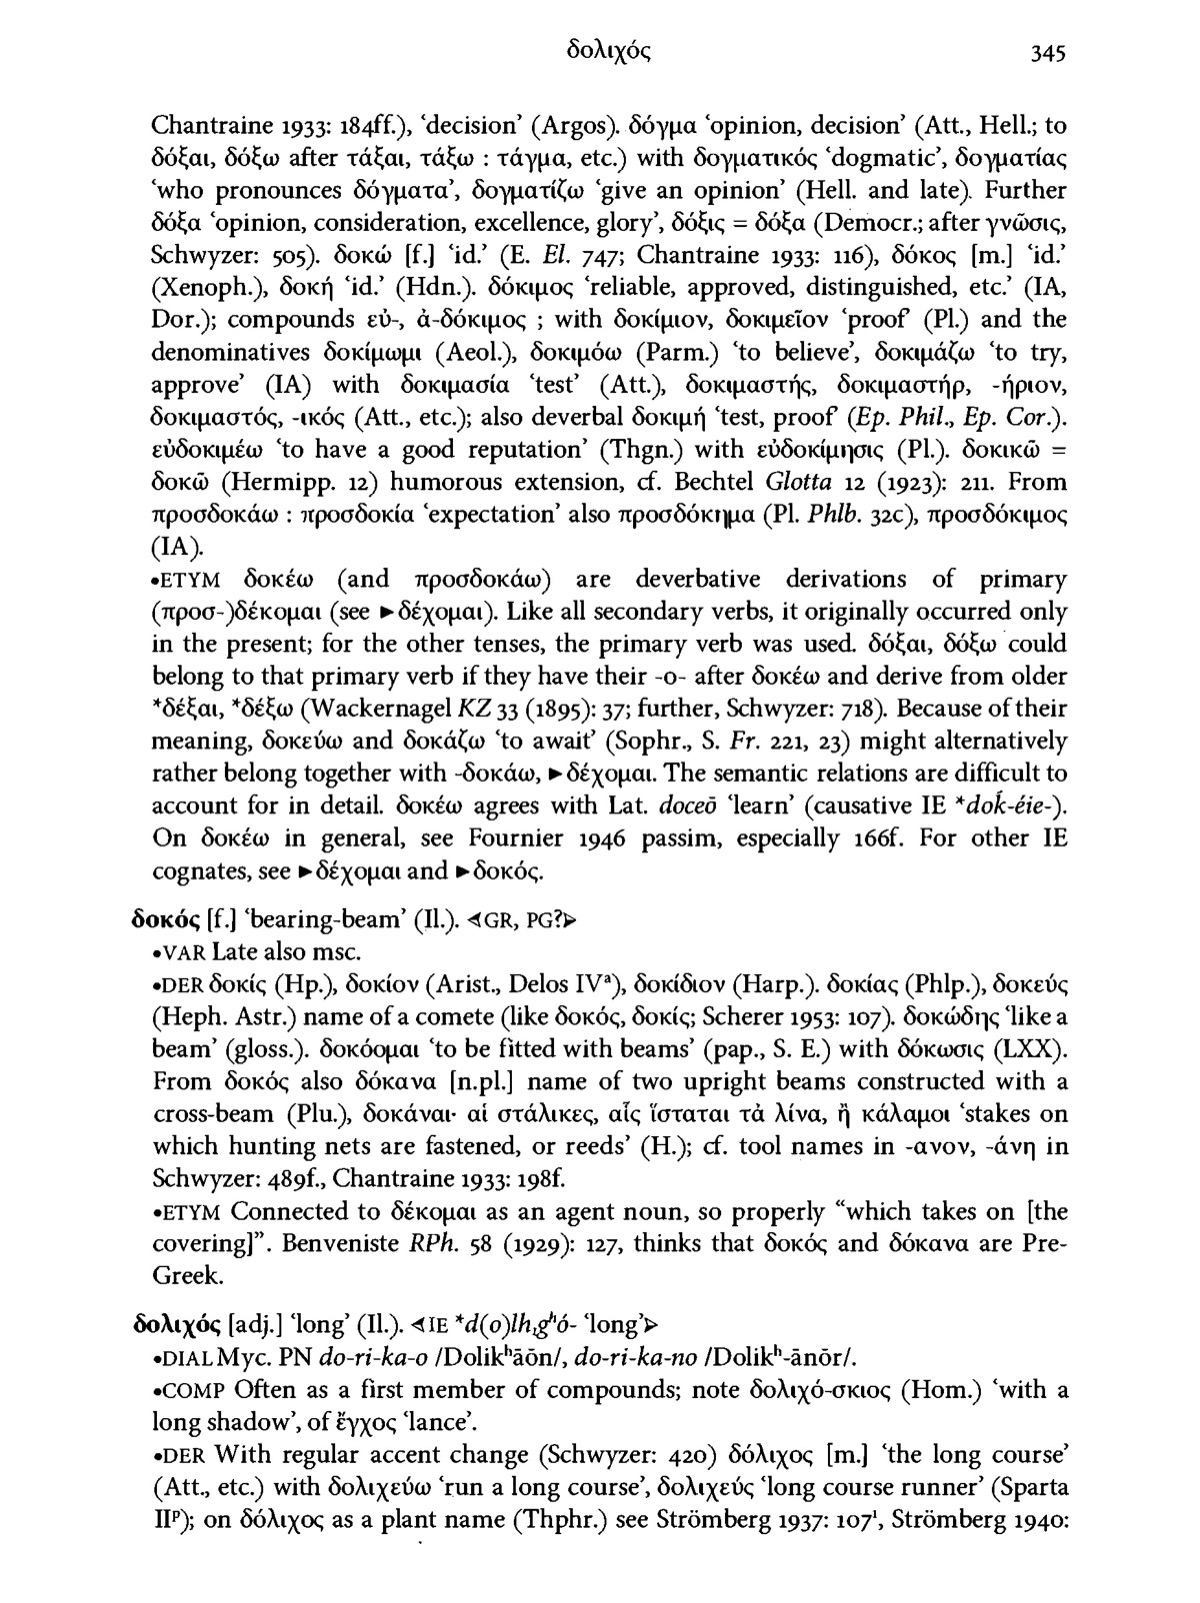 δολιχός 345
Chantraine 1933: 184ff.), ‘decision’ (Argos). δόγμα ‘opinion, decision’ (Att., Hell.; to
δόξαι, δόξω after τάξαι, τάξω : τάγμα, etc.) with δογματικός ‘dogmatic’, δογματίας
‘who pronounces δόγματα’, δογματίζω ‘give an opinion’ (Hell. and late). Further
δόξα ‘opinion, consideration, excellence, glory’, δόξις = δόξα (Democr.; after γνῶσις,
Schwyzer: 505). δοκώ [f.] ‘id.’ (E. El. 747; Chantraine 1933: 116), δόκος [m.] ‘id.’
(Xenoph.), δοκή ‘id.’ (Hdn.). δόκιμος ‘reliable, approved, distinguished, etc.’ (IA,
Dor.); compounds εὐ-, ἀ-δόκιμος ; with δοκίμιον, δοκιμεῖον ‘proof’ (Pl.) and the
denominatives δοκίμωμι (Aeol.), δοκιμόω (Parm.) ‘to believe’, δοκιμάζω ‘to try,
approve’ (IA) with δοκιμασία ‘test’ (Att.), δοκιμαστής, δοκιμαστήρ, -ήριον,
δοκιμαστός, -ικός (Att., etc.); also deverbal δοκιμή ‘test, proof’ (Ep. Phil., Ep. Cor.).
εὐδοκιμέω ‘to have a good reputation’ (Thgn.) with εὐδοκίμησις (Pl.). δοκικῶ =
δοκῶ (Hermipp. 12) humorous extension, cf. Bechtel Glotta 12 (1923): 211. From
προσδοκάω : προσδοκία ‘expectation’ also προσδόκημα (Pl. Phlb. 32c), προσδόκιμος
(IA).
•ETYM δοκέω (and προσδοκάω) are deverbative derivations of primary
(προσ-)δέκομαι (see ►δέχομαι). Like all secondary verbs, it originally occurred only
in the present; for the other tenses, the primary verb was used. δόξαι, δόξω could
belong to that primary verb if they have their -ο- after δοκέω and derive from older
*δέξαι, *δέξω (Wackernagel KZ 33 (1895): 37; further, Schwyzer: 718). Because of their
meaning, δοκεύω and δοκάζω ‘to await’ (Sophr., S. Fr. 221, 23) might alternatively
rather belong together with -δοκάω, ►δέχομαι. The semantic relations are difficult to
account for in detail. δοκέω agrees with Lat. doceō ‘learn’ (causative IE *doḱ-éie-).
On δοκέω in general, see Fournier 1946 passim, especially 166f. For other IE
cognates, see ►δέχομαι and ►δοκός.
δοκός [f.] ‘bearing-beam’ (Il.). ⊲GR, PG?⊳
•VAR Late also msc.
•DER δοκίς (Hp.), δοκίον (Arist., Delos IVᵃ), δοκίδιον (Harp.). δοκίας (Phlp.), δοκεύς
(Heph. Astr.) name of a comete (like δοκός, δοκίς; Scherer 1953: 107). δοκώδης ‘like a
beam’ (gloss.). δοκόομαι ‘to be fitted with beams’ (pap., S. E.) with δόκωσις (LXX).
From δοκός also δόκανα [n.pl.] name of two upright beams constructed with a
cross-beam (Plu.), δοκάναι· αἱ στάλικες, αἷς ἵσταται τὰ λίνα, ἢ κάλαμοι ‘stakes on
which hunting nets are fastened, or reeds’ (H.); cf. tool names in -ανον, -άνη in
Schwyzer: 489f., Chantraine 1933: 198f.
•ETYM Connected to δέκομαι as an agent noun, so properly “which takes on [the
covering]”. Benveniste RPh. 58 (1929): 127, thinks that δοκός and δόκανα are Pre-
Greek.
δολιχός [adj.] ‘long’ (Il.). ⊲IE *d(o)lh₁gʰó- ‘long’⊳
•DIAL Myc. PN do-ri-ka-o /Dolikʰāōn/, do-ri-ka-no /Dolikʰ-ānōr/.
•COMP Often as a first member of compounds; note δολιχό-σκιος (Hom.) ‘with a
long shadow’, of ἔγχος ‘lance’.
•DER With regular accent change (Schwyzer: 420) δόλιχος [m.] ‘the long course’
(Att., etc.) with δολιχεύω ‘run a long course’, δολιχεύς ‘long course runner’ (Sparta
IIᵖ); on δόλιχος as a plant name (Thphr.) see Strömberg 1937: 107¹, Strömberg 1940: